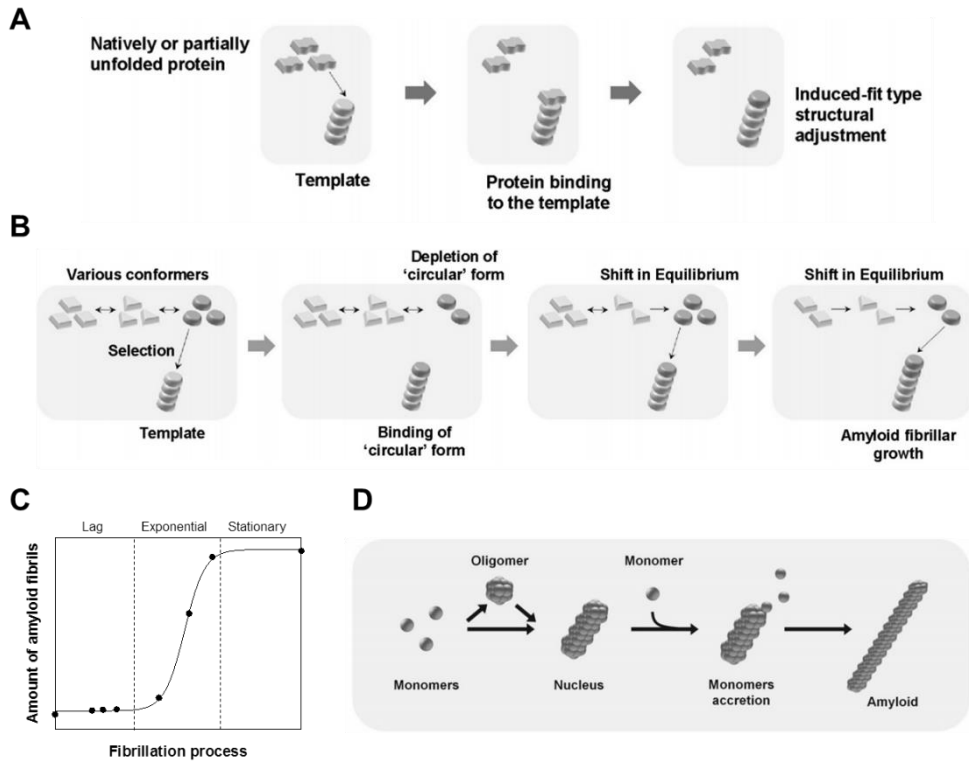 A
Natively or partially
unfolded protein
Template
Protein binding
to the template
Induced-fit type
structural
adjustment
B
Various conformers
Selection
Template
Depletion of
‘circular’ form
Binding of
‘circular’ form
Shift in Equilibrium
Shift in Equilibrium
Amyloid fibrillar
growth
C
Lag
Exponential
Stationary
Amount of amyloid fibrils
Fibrillation process
D
Oligomer
Monomer
Monomers
Nucleus
Monomers
accretion
Amyloid